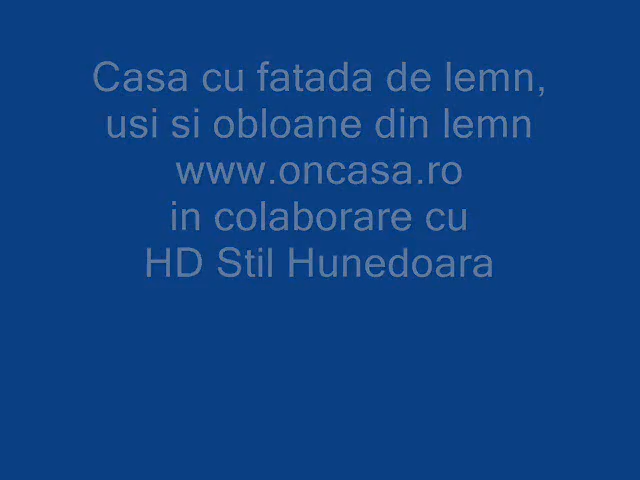 Casa cu fatada de lemn,
usi si obloane din lemn
www.oncasa.ro
in colaborare cu
HD Stil Hunedoara